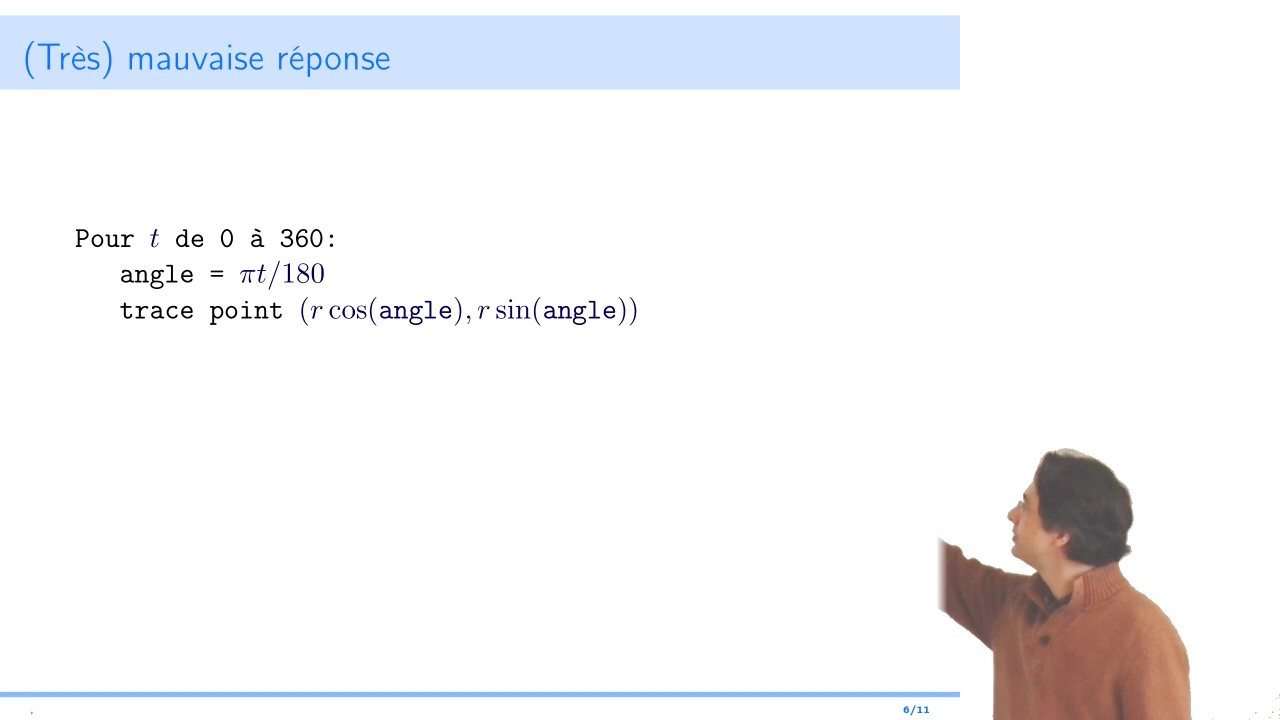 (Très) mauvaise réponse
Pour t de 0 à 360:
angle = πt/180
trace point (r cos(angle), r sin(angle))
6/11